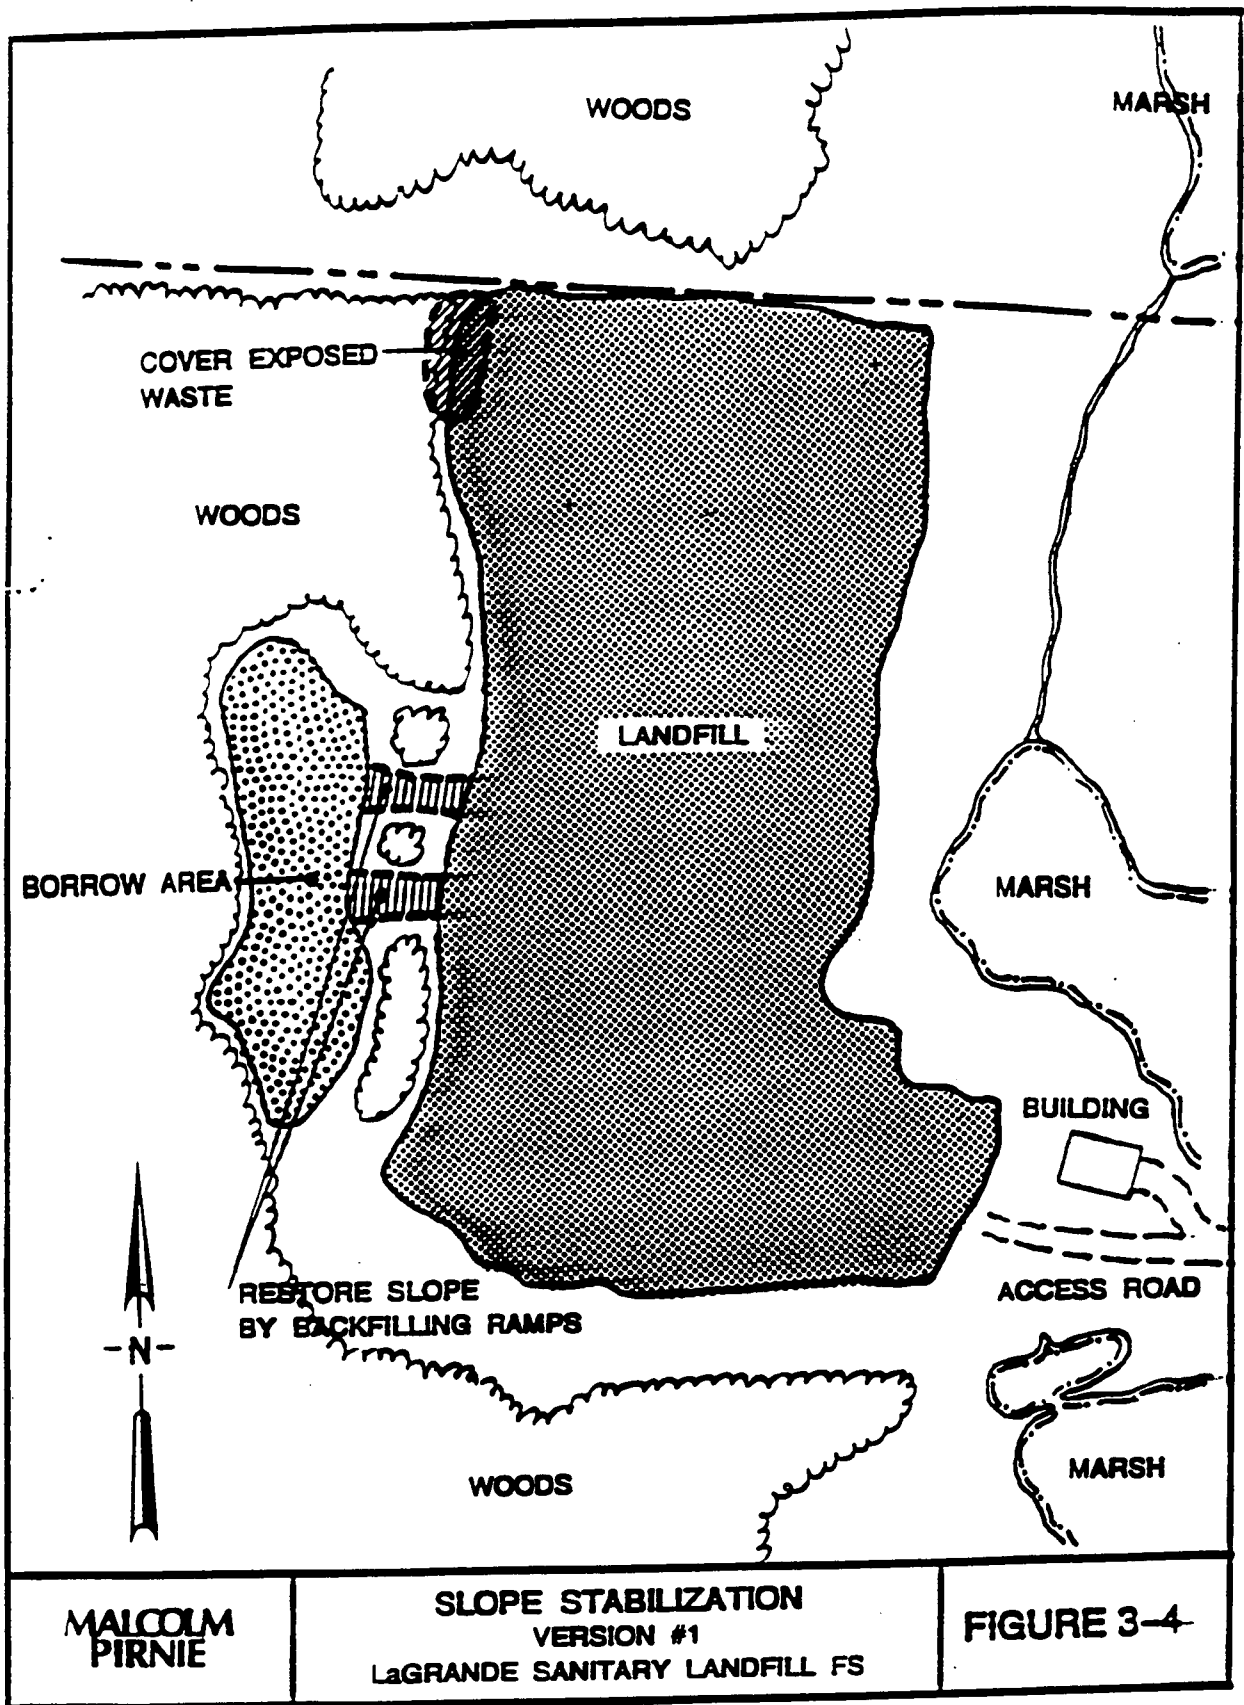 WOODS
MARSH
COVER EXPOSED
WASTE
WOODS
LANDFILL
BORROW AREA
MARSH
BUILDING
RESTORE SLOPE
BY BACKFILLING RAMPS
ACCESS ROAD
-N-
MARSH
WOODS
MALCOLM
PIRNIE
SLOPE STABILIZATION
VERSION #1
LaGRANDE SANITARY LANDFILL FS
FIGURE 3-4